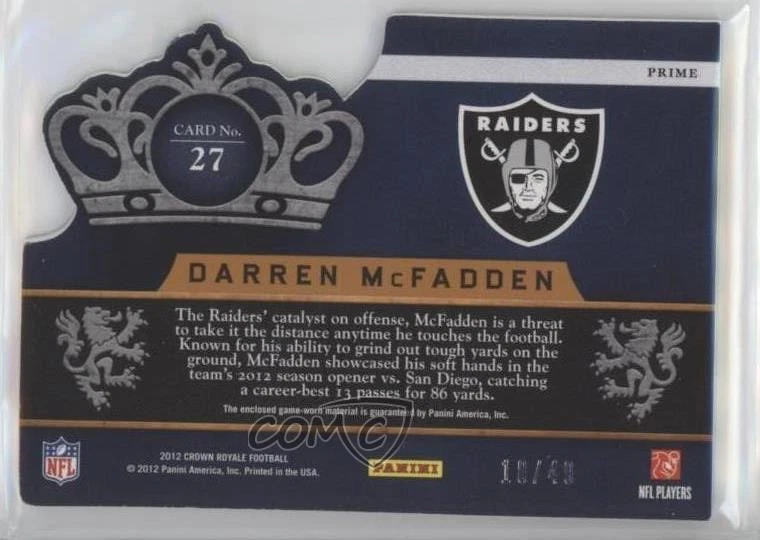 PRIME
CARD No.
27
RAIDERS
DARREN McFADDEN
The Raiders' catalyst on offense, McFadden is a threat
to take it the distance anytime he touches the football.
Known for his ability to grind out tough yards on the
ground, McFadden showcased his soft hands in the
team's 2012 season opener vs. San Diego, catching
a career-best 13 passes for 86 yards.
The enclosed game-worn material is guaranteed by Panini America, Inc.
COMC
NFL
2012 CROWN ROYALE FOOTBALL
© 2012 Panini America, Inc. Printed in the USA.
PANINI
NFL PLAYERS